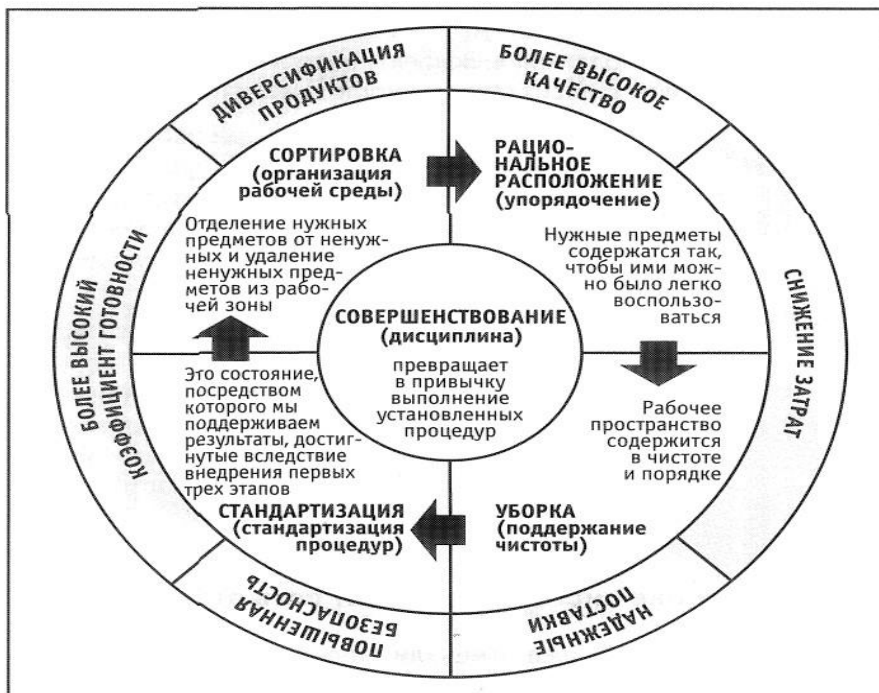 ДИВЕРСИФИКАЦИЯ
ПРОДУКТОВ
БОЛЕЕ ВЫСОКОЕ
КАЧЕСТВО
СОРТИРОВКА
(организация
рабочей среды)
Отделение нужных
предметов от ненуж-
ных и удаление
ненужных пред-
метов из рабо-
чей зоны
РАЦИО-
НАЛЬНОЕ
РАСПОЛОЖЕНИЕ
(упорядочение)
Нужные предметы
содержатся так,
чтобы ими мож-
но было легко
воспользо-
ваться
СНИЖЕНИЕ ЗАТРАТ
СОВЕРШЕНСТВОВАНИЕ
(дисциплина)
превращает
в привычку
выполнение
установленных
процедур
БОЛЕЕ ВЫСОКИЙ
КОЭФФИЦИЕНТ ГОТОВНОСТИ
Это состояние,
посредством
которого мы
поддерживаем
результаты, достиг-
нутые вследствие
внедрения первых
трех этапов
СТАНДАРТИЗАЦИЯ
(стандартизация
процедур)
Рабочее
пространство
содержится
в чистоте
и порядке
УБОРКА
(поддержание
чистоты)
ПОВЫШЕННАЯ
БЕЗОПАСНОСТЬ
НАДЕЖНЫЕ
ПОСТАВКИ